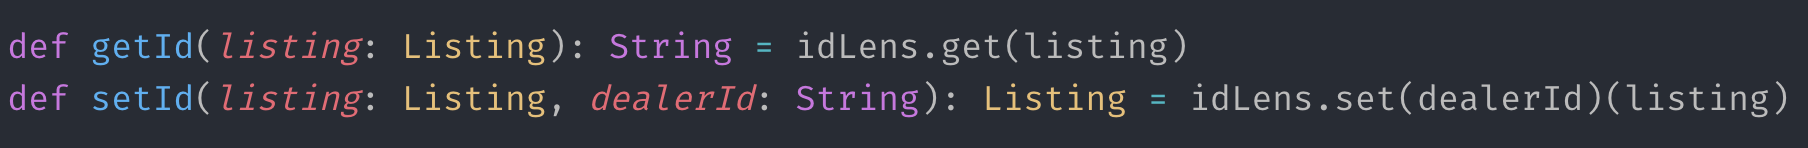 def getId(listing: Listing): String = idLens.get(listing)
def setId(listing: Listing, dealerId: String): Listing = idLens.set(dealerId)(listing)